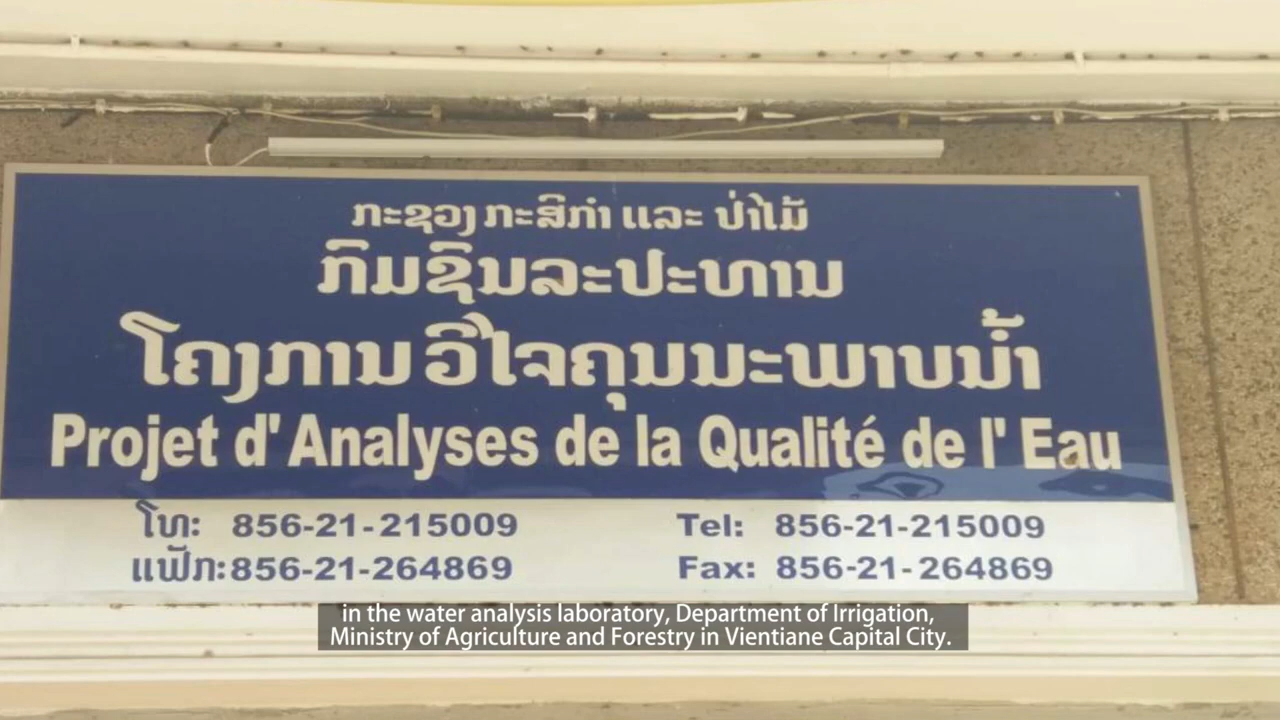 ກະຊວງ ກະສິກຳ ແລະ ປ່າໄມ້
ກົມຊົນລະປະທານ
ໂຄງການ ວິໄຈຄຸນນະພາບນ້ຳ
Projet d'Analyses de la Qualité de l' Eau
ໂທ: 856-21-215009 Tel: 856-21-215009
ແຟັກ:856-21-264869 Fax: 856-21-264869
in the water analysis laboratory, Department of Irrigation,
Ministry of Agriculture and Forestry in Vientiane Capital City.